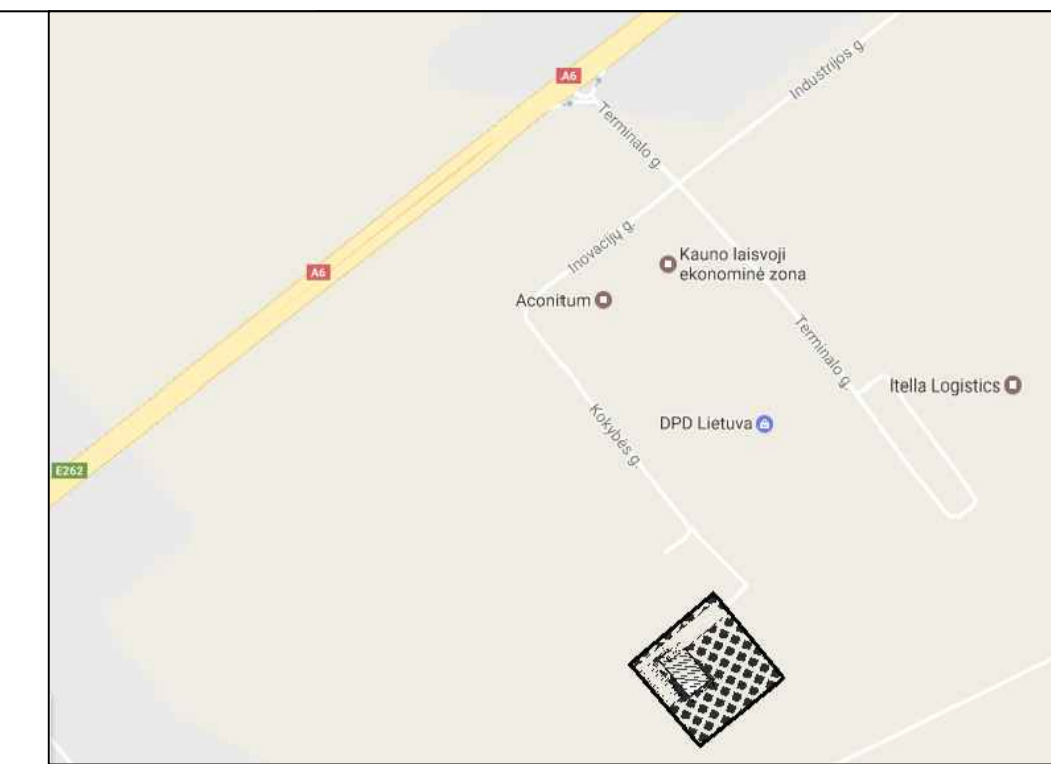 A6
Industrijos g.
Terminalo g.
Inovacijų g.
Kauno laisvoji
ekonominė zona
A6
Aconitum
Terminalo g.
Itella Logistics
Kokybės g.
DPD Lietuva
E262